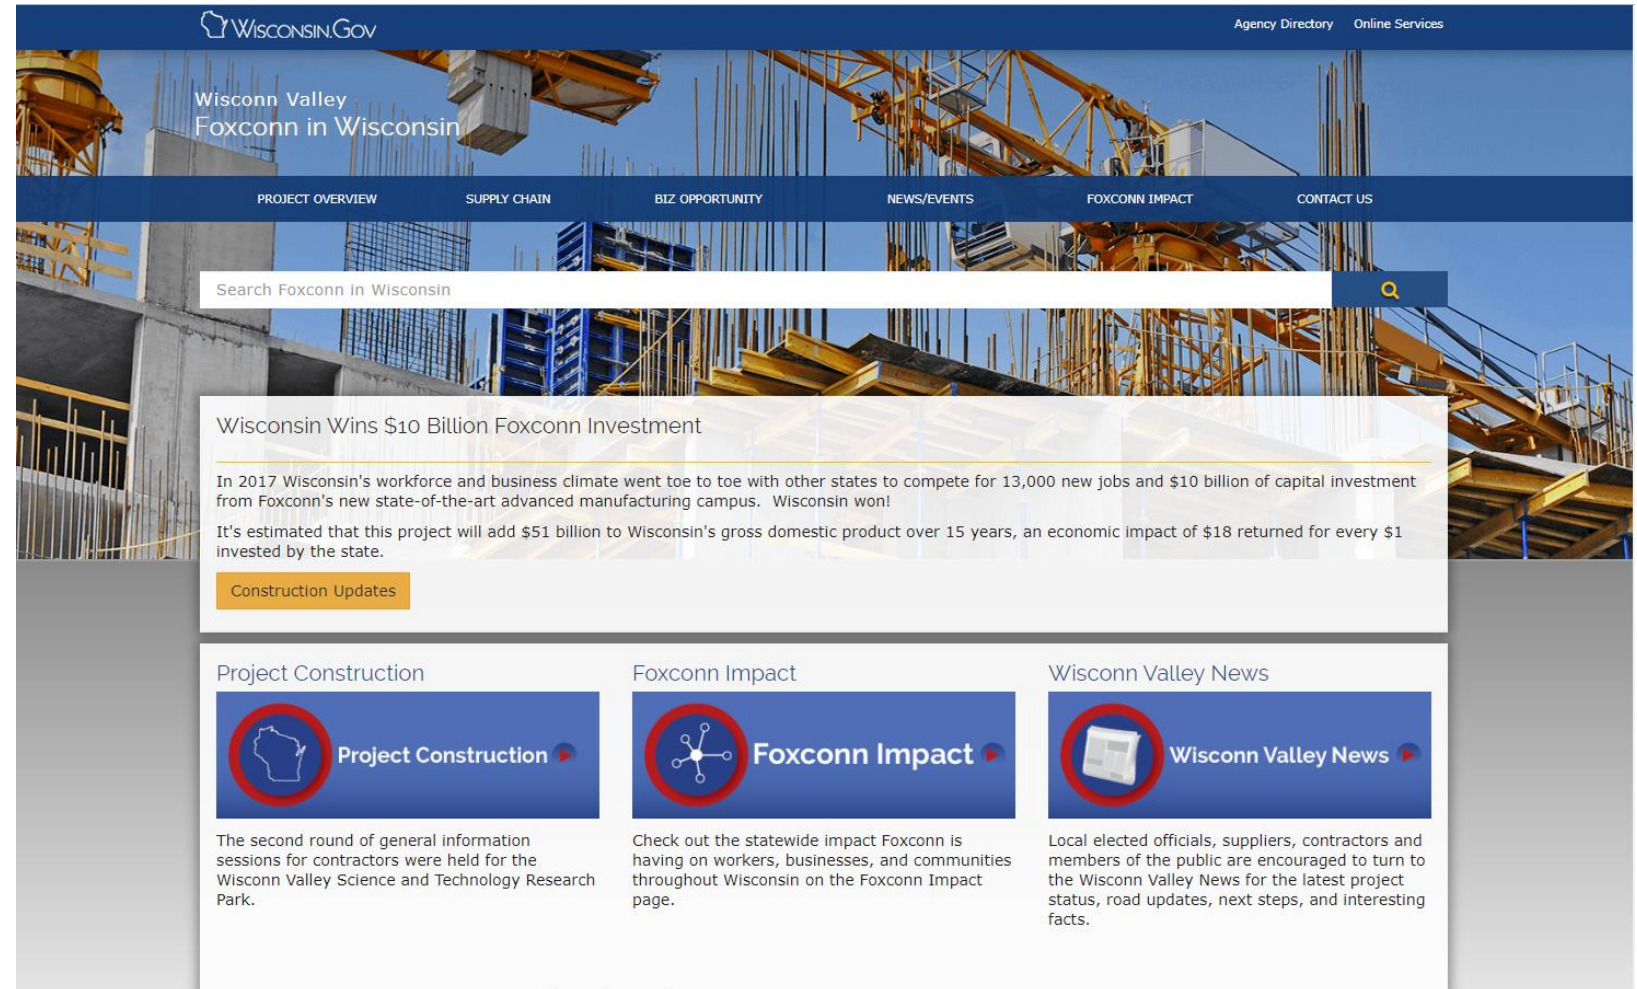 WISCONSIN.GOV
Agency Directory
Online Services
Wisconn Valley
Foxconn in Wisconsin
PROJECT OVERVIEW
SUPPLY CHAIN
BIZ OPPORTUNITY
NEWS/EVENTS
FOXCONN IMPACT
CONTACT US
Search Foxconn in Wisconsin
Wisconsin Wins $10 Billion Foxconn Investment
In 2017 Wisconsin's workforce and business climate went toe to toe with other states to compete for 13,000 new jobs and $10 billion of capital investment
from Foxconn's new state-of-the-art advanced manufacturing campus.  Wisconsin won!
It's estimated that this project will add $51 billion to Wisconsin's gross domestic product over 15 years, an economic impact of $18 returned for every $1
invested by the state.
Construction Updates
Project Construction
Project Construction
The second round of general information
sessions for contractors were held for the
Wisconn Valley Science and Technology Research
Park.
Foxconn Impact
Foxconn Impact
Check out the statewide impact Foxconn is
having on workers, businesses, and communities
throughout Wisconsin on the Foxconn Impact
page.
Wisconn Valley News
Wisconn Valley News
Local elected officials, suppliers, contractors and
members of the public are encouraged to turn to
the Wisconn Valley News for the latest project
status, road updates, next steps, and interesting
facts.